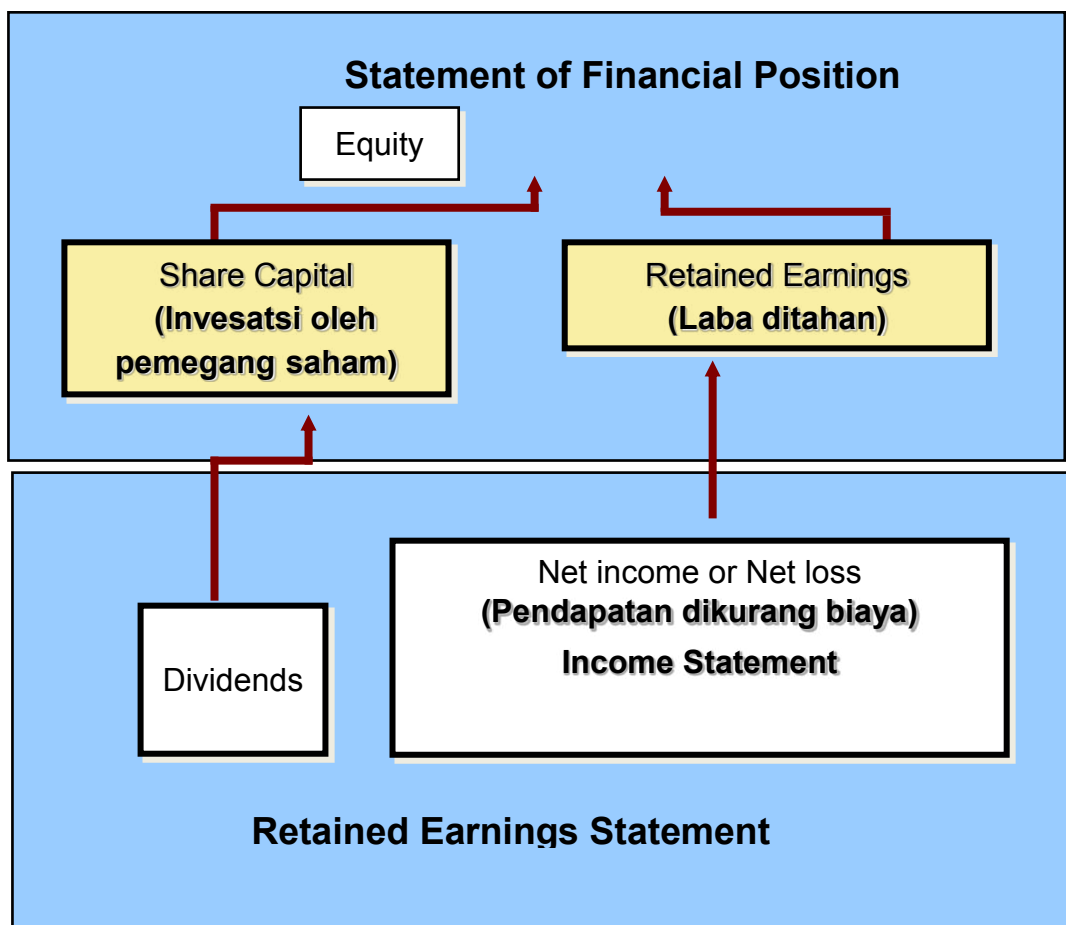 Statement of Financial Position
Equity
Share Capital
(Invesatsi oleh
pemegang saham)
Retained Earnings
(Laba ditahan)
Net income or Net loss
(Pendapatan dikurang biaya)
Income Statement
Dividends
Retained Earnings Statement